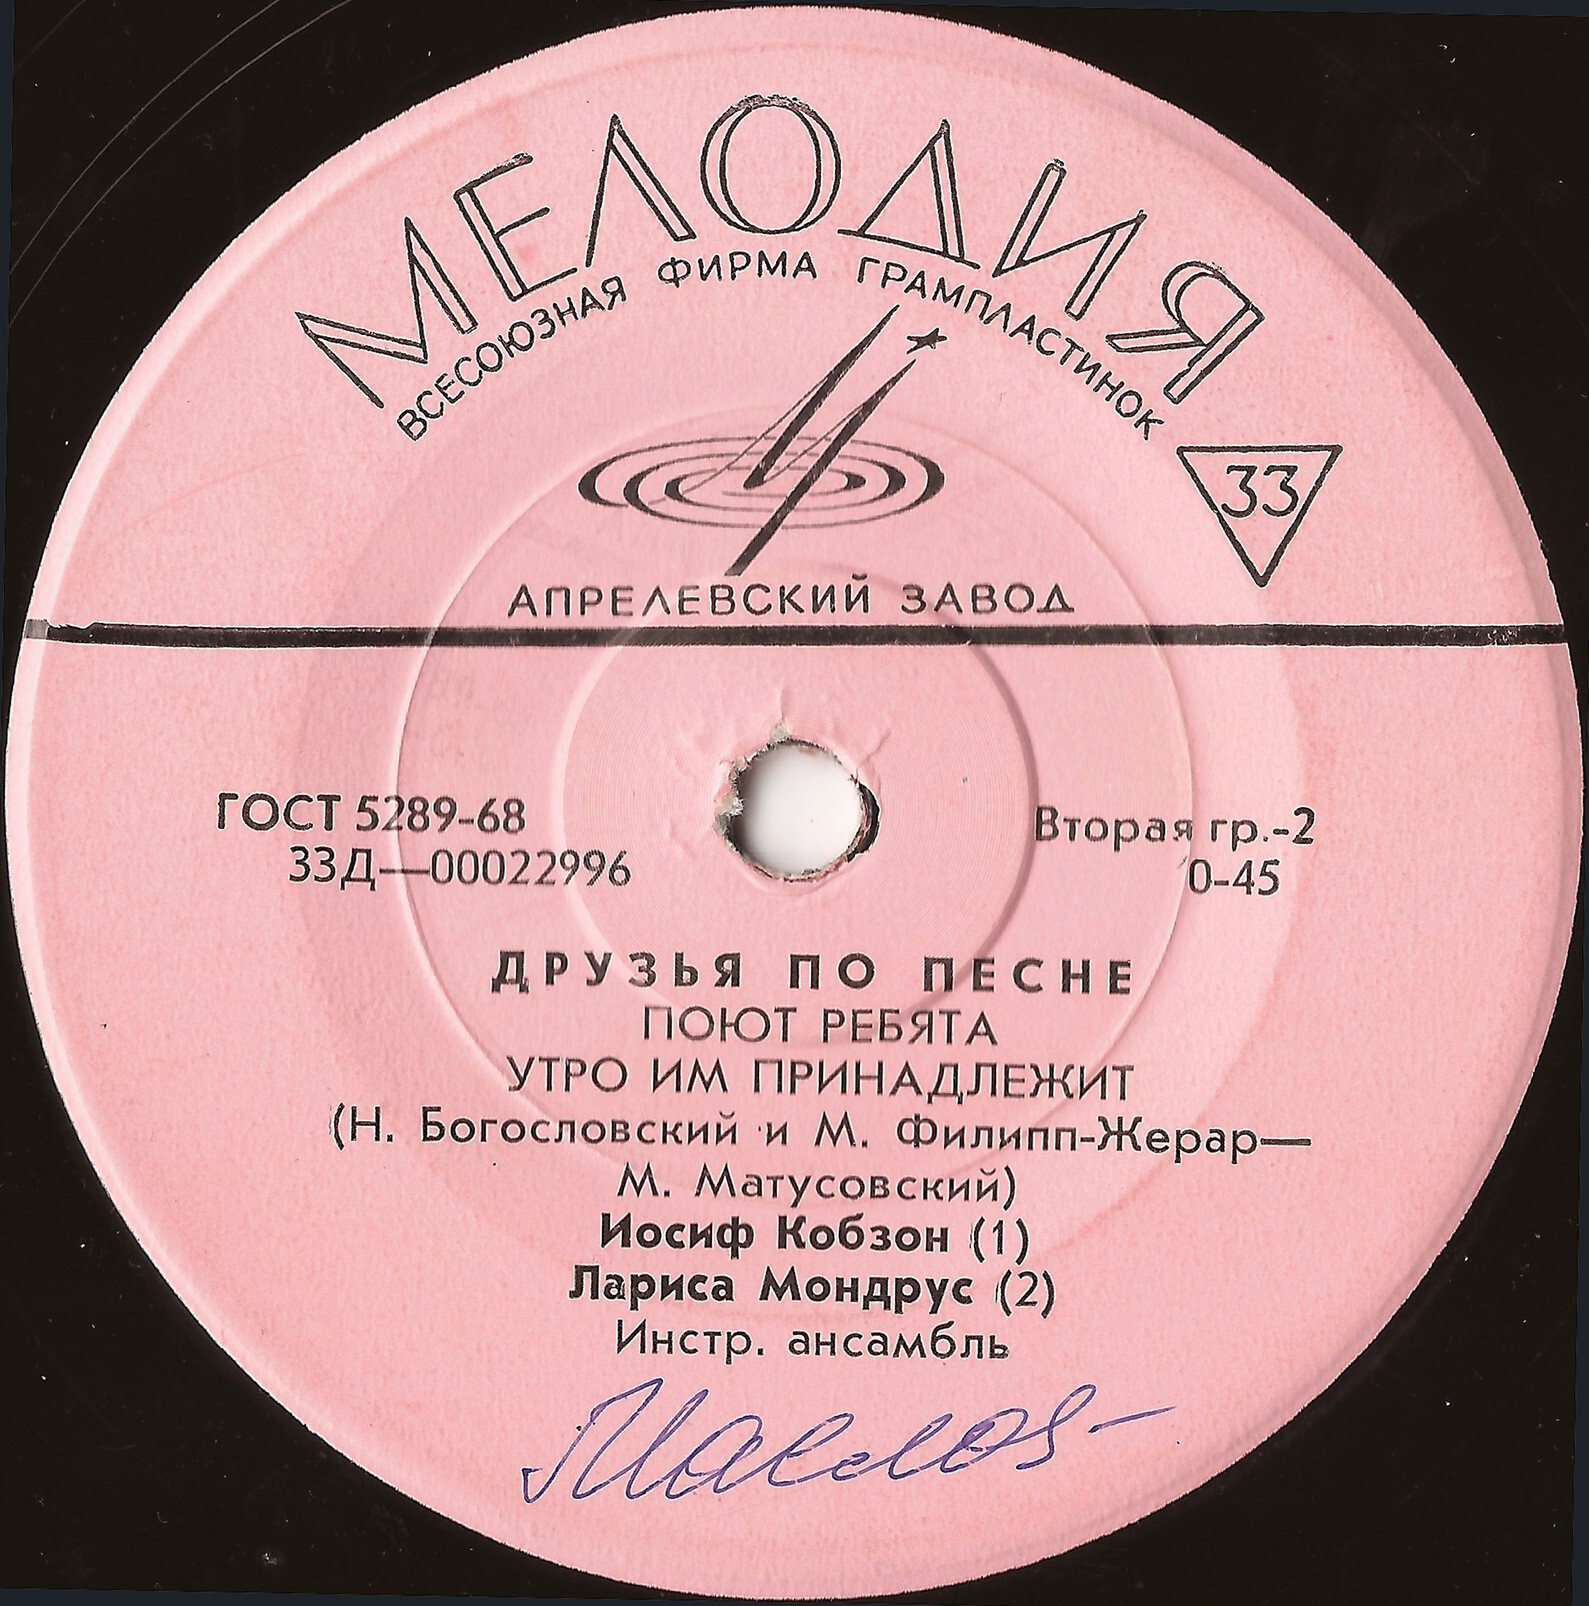 МЕЛОДИЯ
ВСЕСОЮЗНАЯ ФИРМА ГРАМПЛАСТИНОК
33
АПРЕЛЕВСКИЙ ЗАВОД
ГОСТ 5289-68
33Д—00022996
Вторая гр.-2
0-45
ДРУЗЬЯ ПО ПЕСНЕ
ПОЮТ РЕБЯТА
УТРО ИМ ПРИНАДЛЕЖИТ
(Н. Богословский и М. Филипп-Жерар—
М. Матусовский)
Иосиф Кобзон (1)
Лариса Мондрус (2)
Инстр. ансамбль